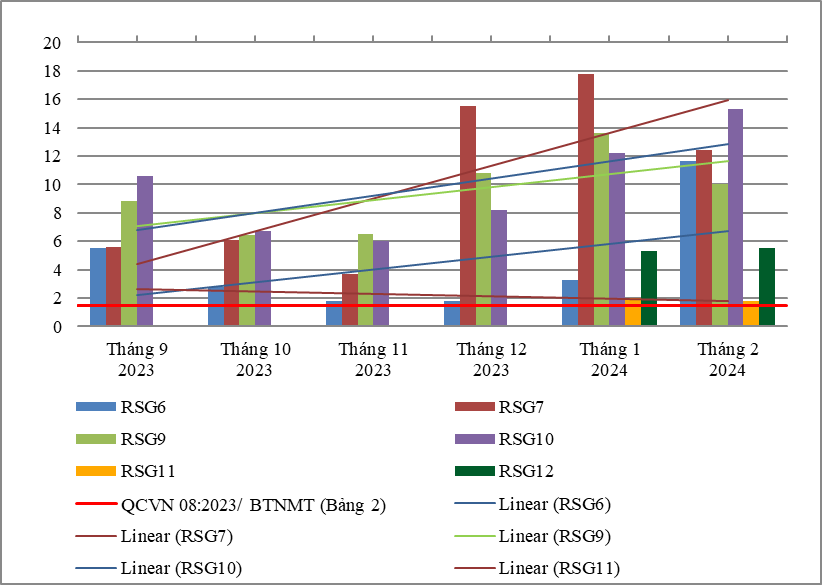 20
18
16
14
12
10
8
6
4
2
0
Tháng 9
2023
Tháng 10
2023
Tháng 11
2023
Tháng 12
2023
Tháng 1
2024
Tháng 2
2024
RSG6
RSG7
RSG9
RSG10
RSG11
RSG12
QCVN 08:2023/ BTNMT (Bảng 2)
Linear (RSG6)
Linear (RSG7)
Linear (RSG9)
Linear (RSG10)
Linear (RSG11)